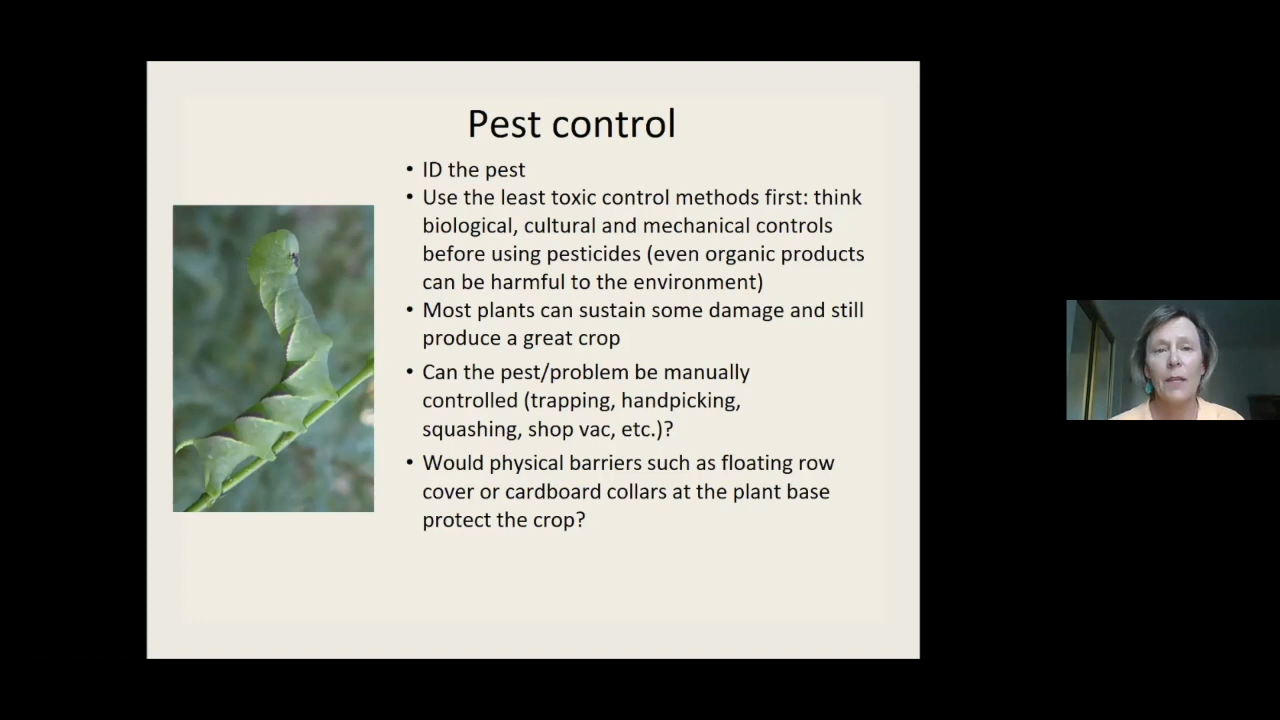 Pest control
• ID the pest
• Use the least toxic control methods first: think
biological, cultural and mechanical controls
before using pesticides (even organic products
can be harmful to the environment)
• Most plants can sustain some damage and still
produce a great crop
• Can the pest/problem be manually
controlled (trapping, handpicking,
squashing, shop vac, etc.)?
• Would physical barriers such as floating row
cover or cardboard collars at the plant base
protect the crop?